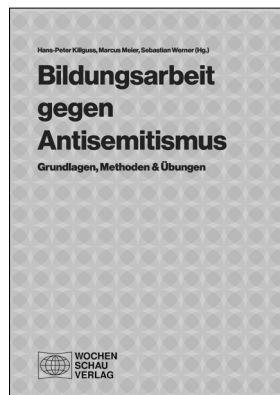 Hans-Peter Killguss, Marcus Meier, Sebastian Werner (Hg.)
Bildungsarbeit
gegen
Antisemitismus
Grundlagen, Methoden & Übungen
WOCHEN
SCHAU
VERLAG